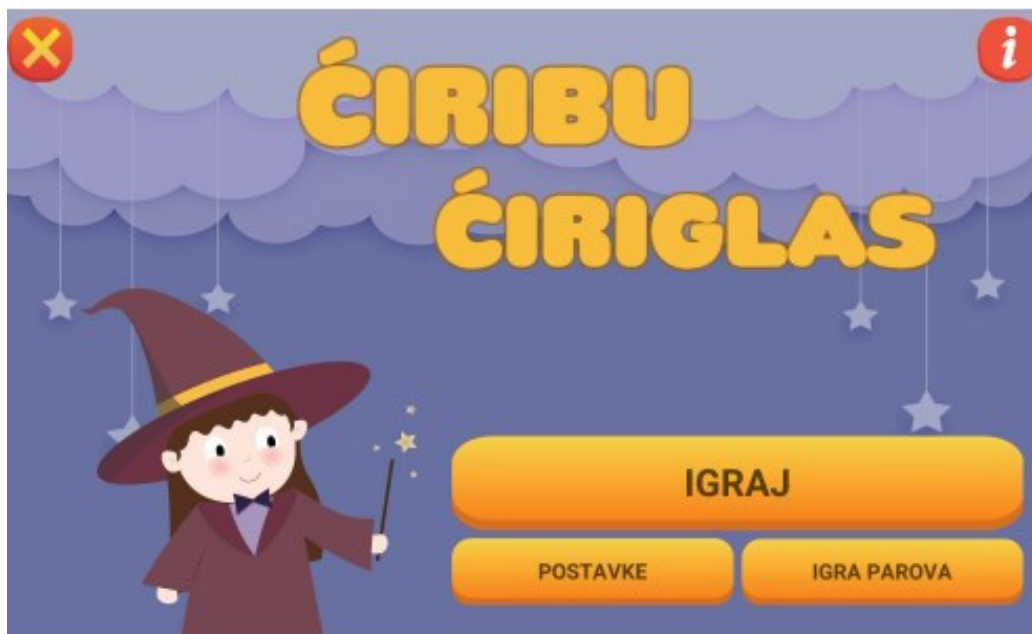 ĆIRIBU
ĆIRIGLAS
IGRAJ
POSTAVKE
IGRA PAROVA
i